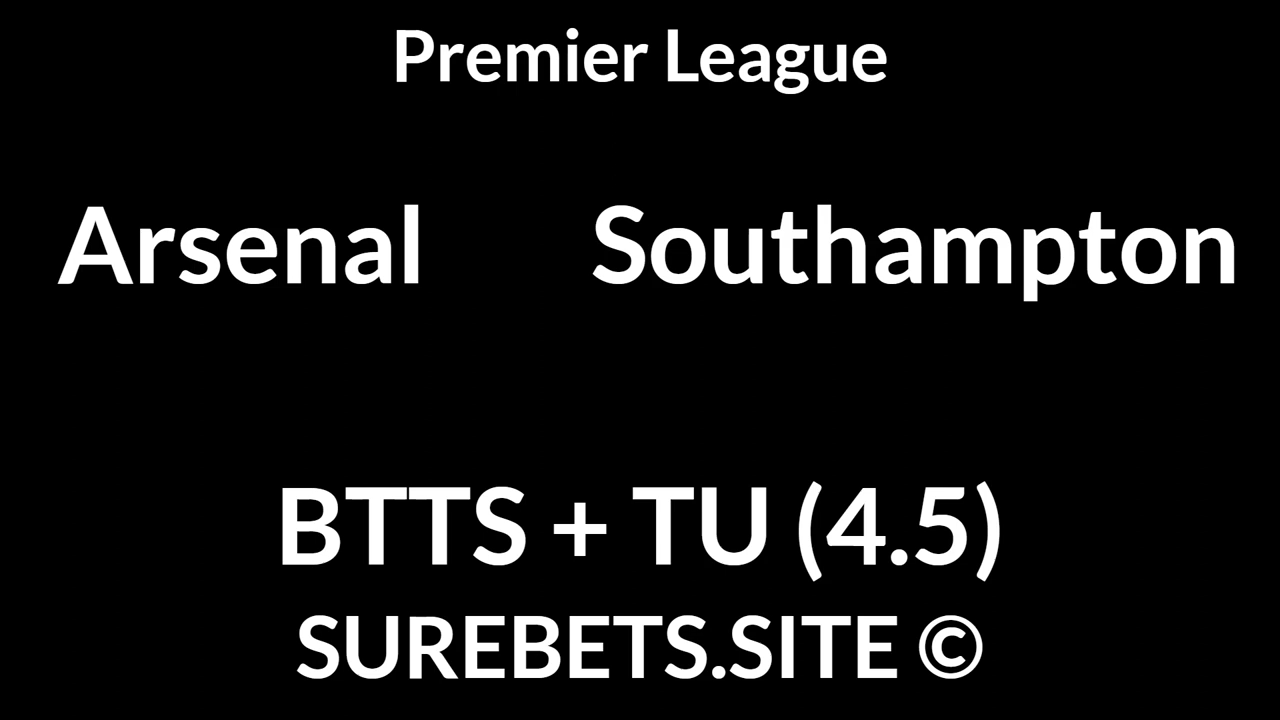 Premier League
Arsenal Southampton
BTTS + TU (4.5)
SUREBETS.SITE ©